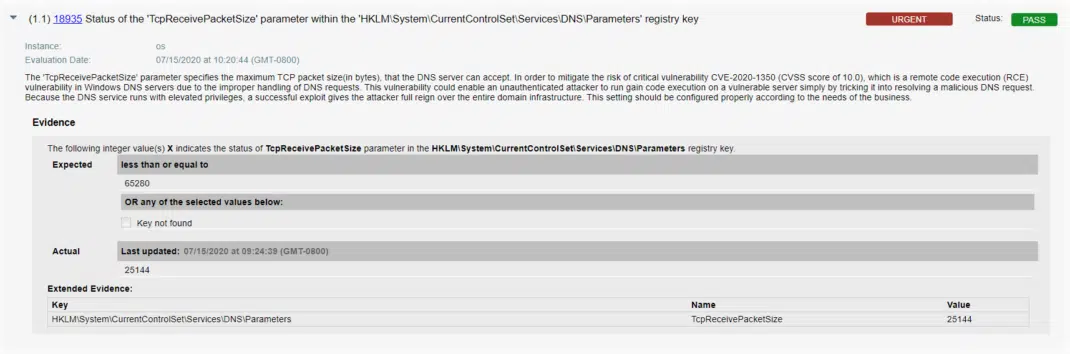 (1.1) 18935 Status of the 'TcpReceivePacketSize' parameter within the 'HKLM\System\CurrentControlSet\Services\DNS\Parameters' registry key URGENT Status: PASS
Instance: os
Evaluation Date: 07/15/2020 at 10:20:44 (GMT-0800)
The 'TcpReceivePacketSize' parameter specifies the maximum TCP packet size(in bytes), that the DNS server can accept. In order to mitigate the risk of critical vulnerability CVE-2020-1350 (CVSS score of 10.0), which is a remote code execution (RCE)
vulnerability in Windows DNS servers due to the improper handling of DNS requests. This vulnerability could enable an unauthenticated attacker to run gain code execution on a vulnerable server simply by tricking it into resolving a malicious DNS request.
Because the DNS service runs with elevated privileges, a successful exploit gives the attacker full reign over the entire domain infrastructure. This setting should be configured properly according to the needs of the business.
Evidence
The following integer value(s) X indicates the status of TcpReceivePacketSize parameter in the HKLM\System\CurrentControlSet\Services\DNS\Parameters registry key.
Expected less than or equal to
65280
OR any of the selected values below:
Key not found
Actual Last updated: 07/15/2020 at 09:24:39 (GMT-0800)
25144
Extended Evidence:
Key Name Value
HKLM\System\CurrentControlSet\Services\DNS\Parameters TcpReceivePacketSize 25144